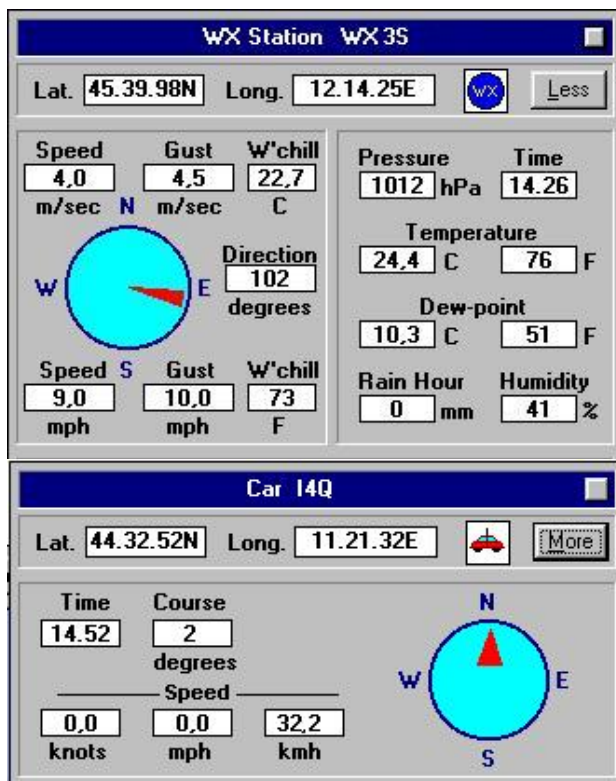 WX Station WX 3S
Lat. 45.39.98N Long. 12.14.25E WX Less
Speed Gust W'chill
4,0 4,5 22,7
m/sec N m/sec C
Direction
W E 102
degrees
Speed S Gust W'chill
9,0 10,0 73
mph mph F
Pressure Time
1012 hPa 14.26
Temperature
24,4 C 76 F
Dew-point
10,3 C 51 F
Rain Hour Humidity
0 mm 41 %
Car I4Q
Lat. 44.32.52N Long. 11.21.32E More
Time Course
14.52 2
degrees
Speed
0,0 0,0 32,2
knots mph kmh
N
W E
S